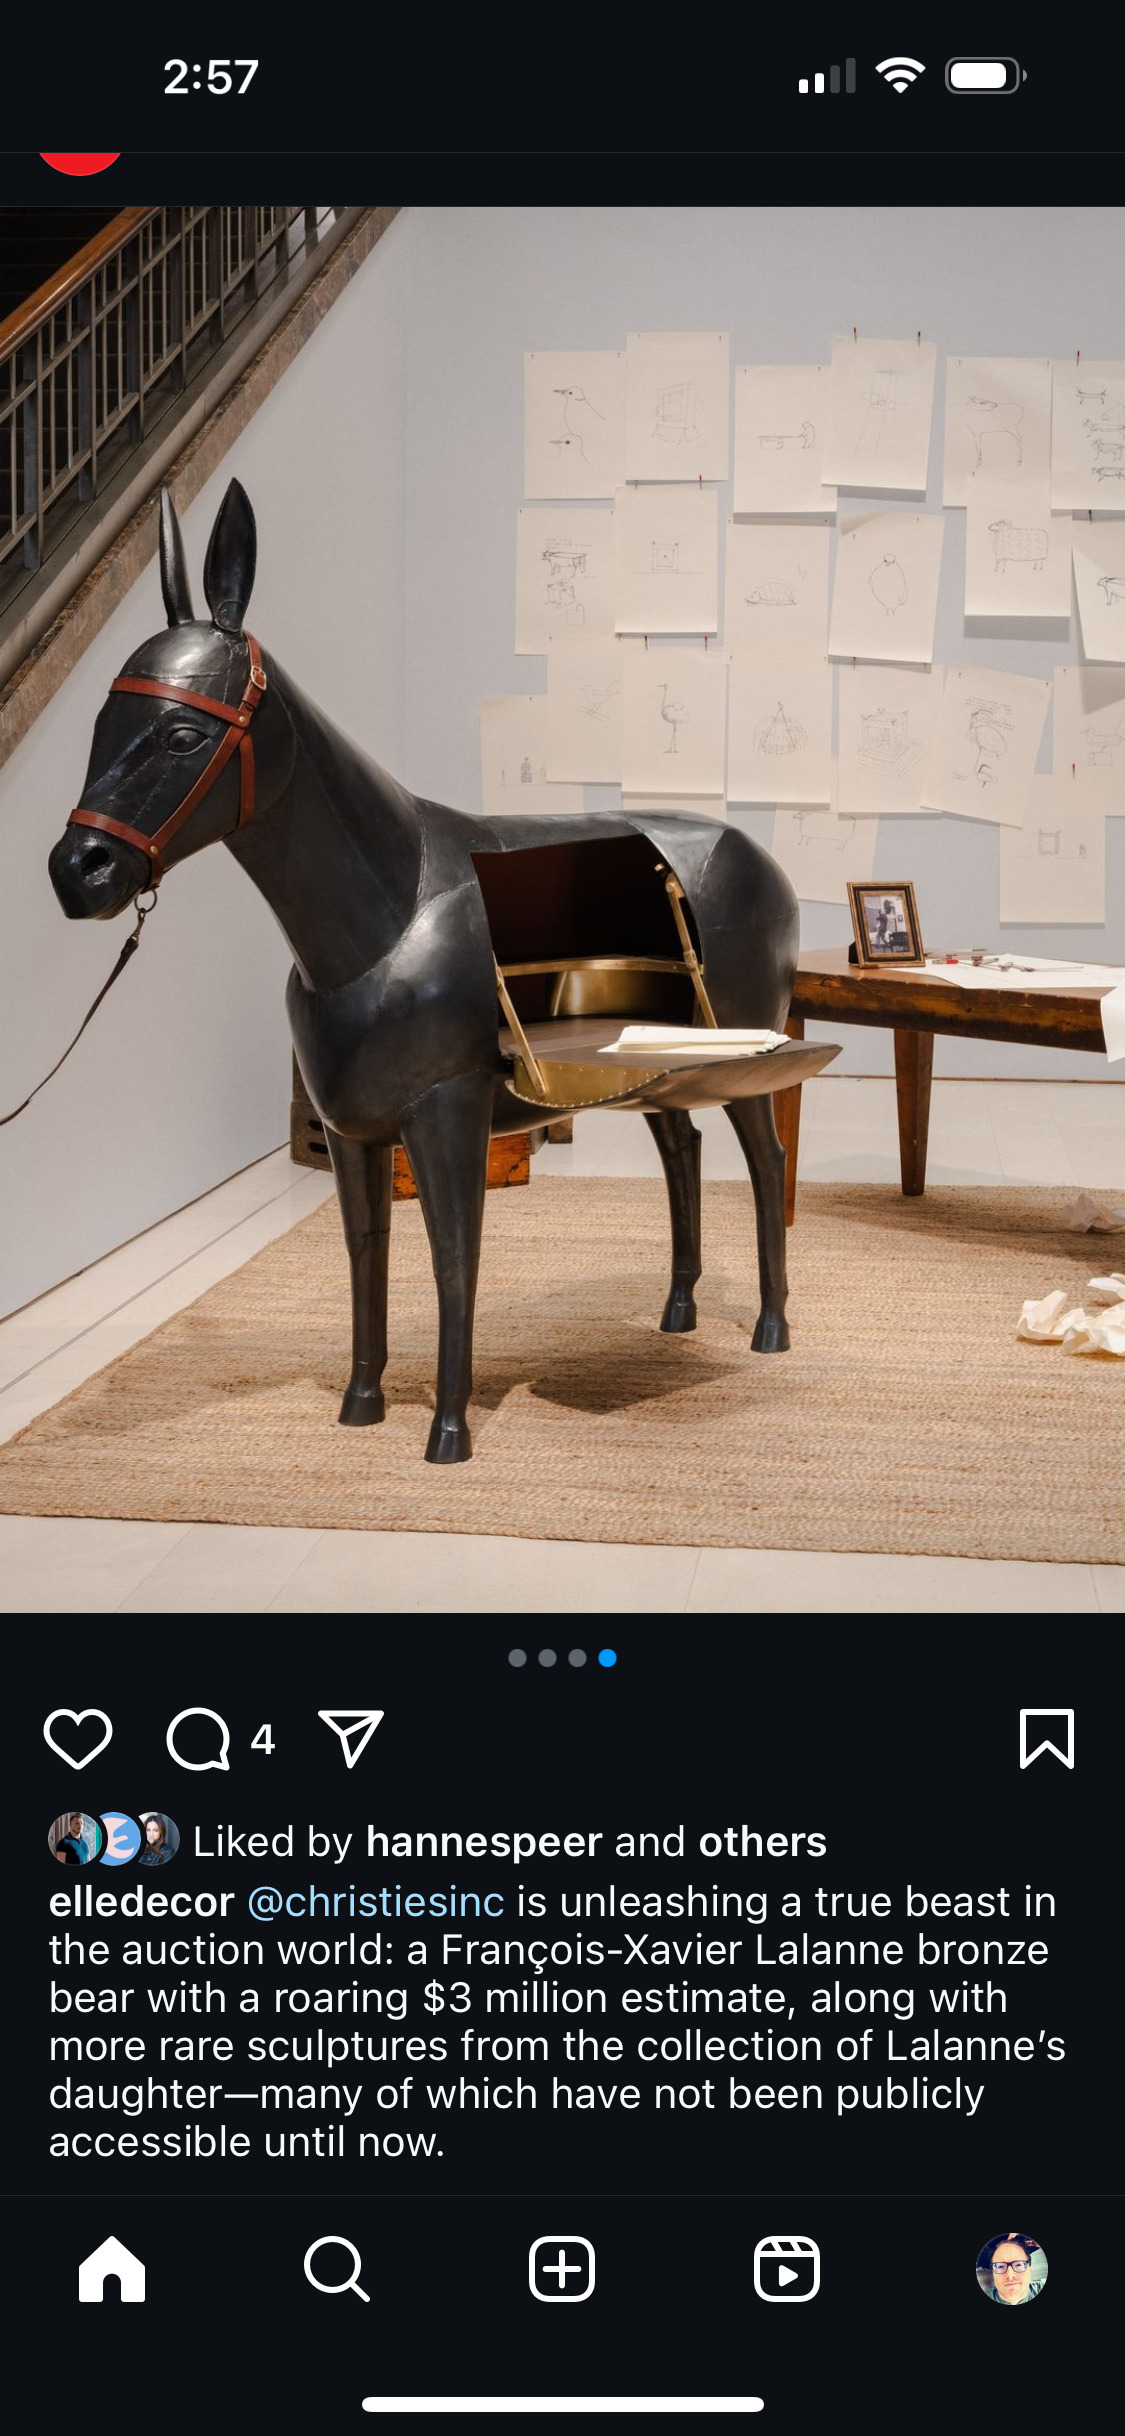 2:57
4
Liked by hannespeer and others
elledecor @christiesinc is unleashing a true beast in
the auction world: a François-Xavier Lalanne bronze
bear with a roaring $3 million estimate, along with
more rare sculptures from the collection of Lalanne’s
daughter—many of which have not been publicly
accessible until now.